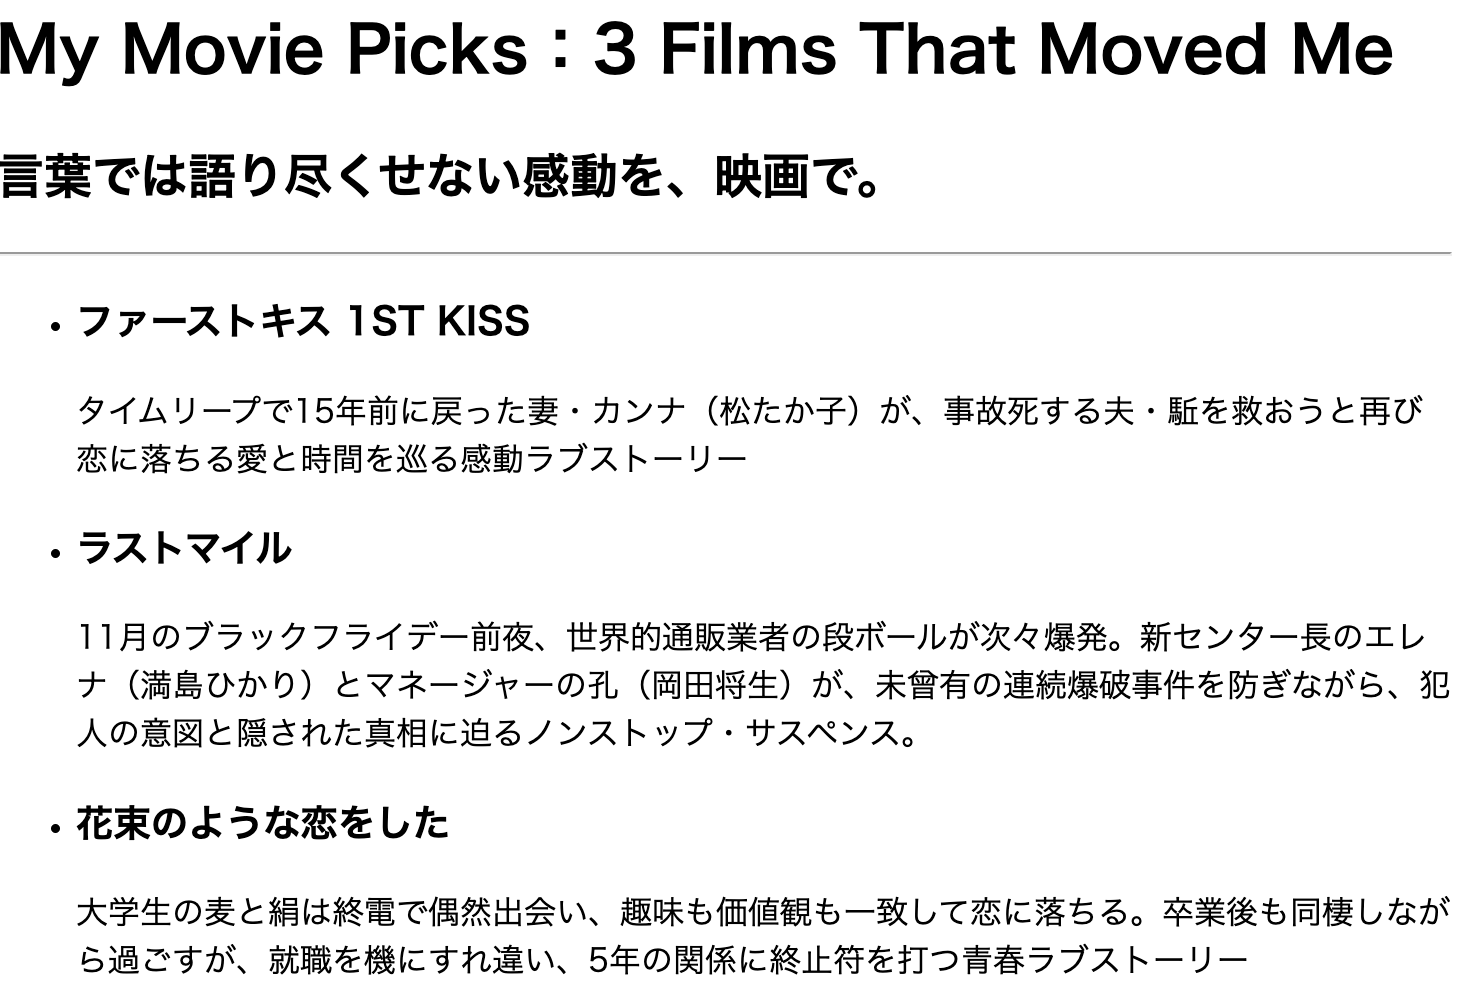 My Movie Picks：3 Films That Moved Me
言葉では語り尽くせない感動を、映画で。
ファーストキス 1ST KISS
タイムリープで15年前に戻った妻・カンナ（松たか子）が、事故死する夫・駈を救おうと再び
恋に落ちる愛と時間を巡る感動ラブストーリー
ラストマイル
11月のブラックフライデー前夜、世界的通販業者の段ボールが次々爆発。新センター長のエレ
ナ（満島ひかり）とマネージャーの孔（岡田将生）が、未曾有の連続爆破事件を防ぎながら、犯
人の意図と隠された真相に迫るノンストップ・サスペンス。
花束のような恋をした
大学生の麦と絹は終電で偶然出会い、趣味も価値観も一致して恋に落ちる。卒業後も同棲しなが
ら過ごすが、就職を機にすれ違い、5年の関係に終止符を打つ青春ラブストーリー